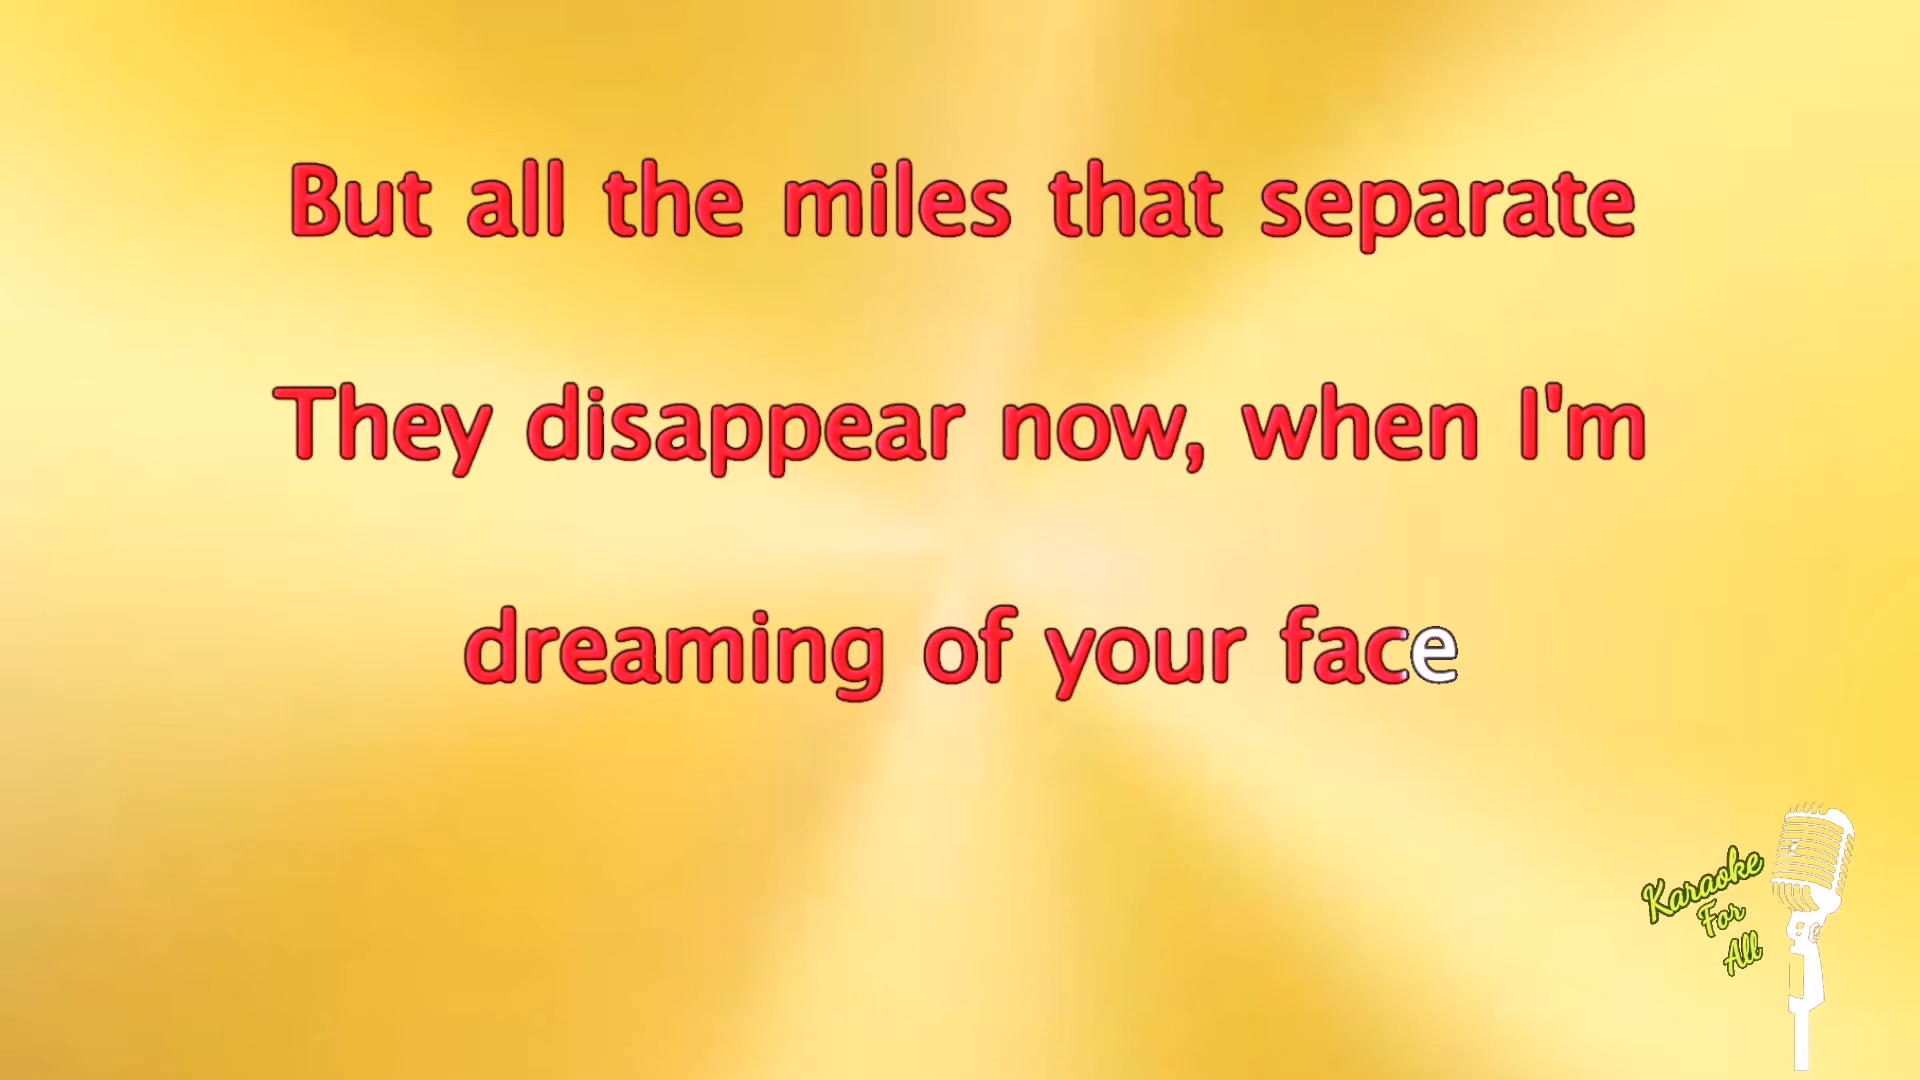 But all the miles that separate
They disappear now, when I'm
dreaming of your face
Karaoke
For
All